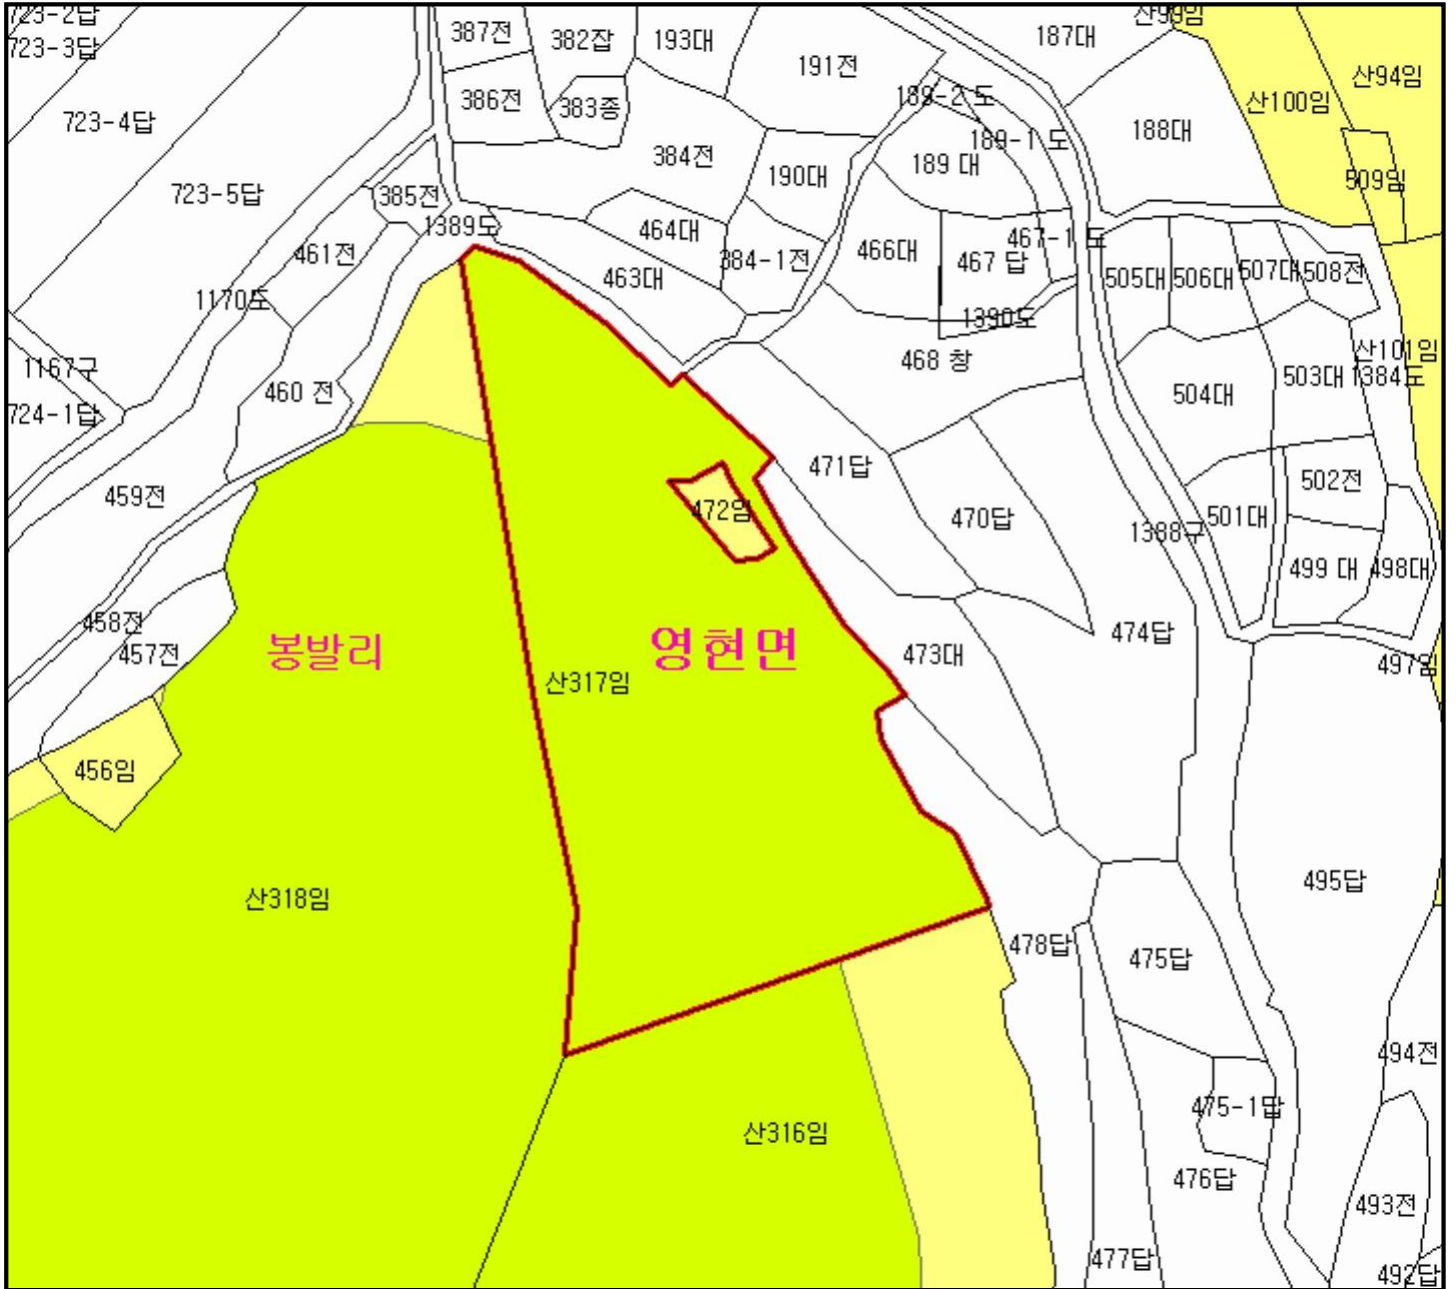 723-2답
산99임
387전
382잡
193대
187대
723-3답
191전
산94임
386전
383종
189-2 도
산100임
723-4답
188대
189-1 도
384전
189 대
190대
509임
723-5답
385전
1389도
464대
467-1 도
461전
384-1전
466대
467 답
463대
505대
506대
507대
508전
1170도
1390도
산101임
1167구
468 창
503대
1384도
460 전
504대
724-1답
471답
502전
459전
472임
470답
501대
1388구
499 대
498대
458전
474답
457전
봉발리
영현면
473대
497임
산317임
456임
495답
산318임
478답
475답
494전
475-1답
산316임
476답
493전
477답
492답